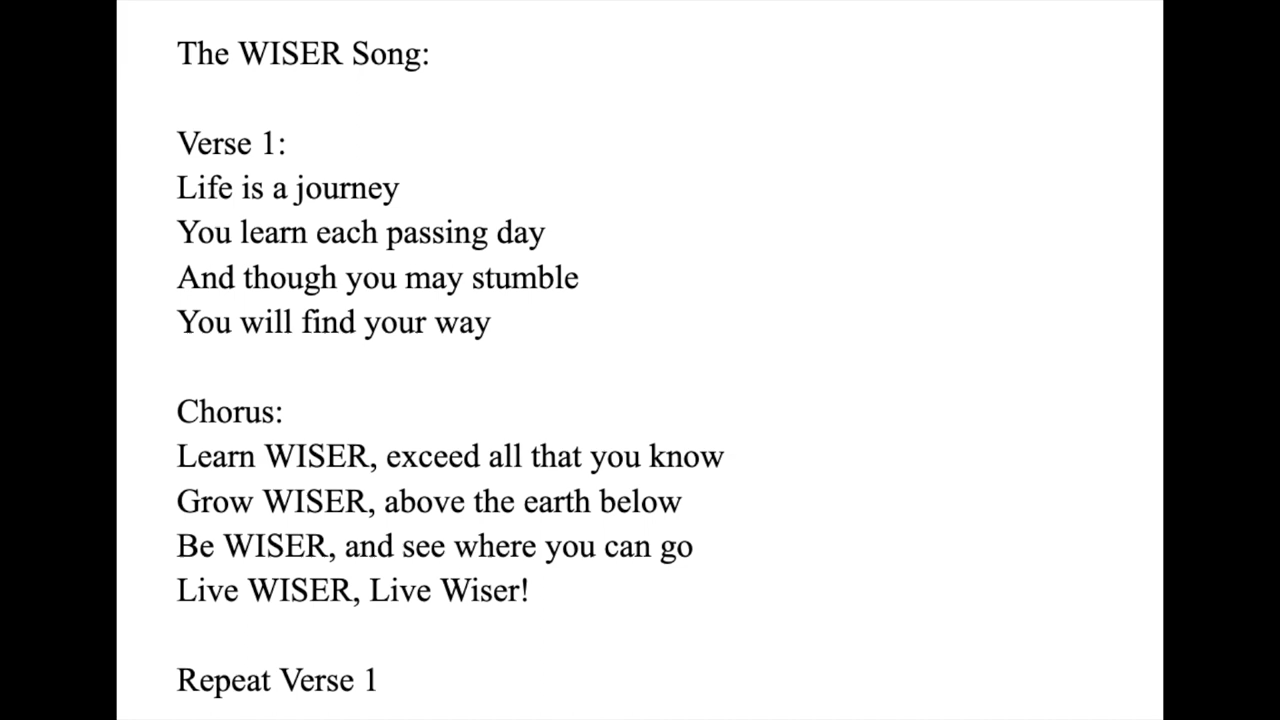 The WISER Song:
Verse 1:
Life is a journey
You learn each passing day
And though you may stumble
You will find your way
Chorus:
Learn WISER, exceed all that you know
Grow WISER, above the earth below
Be WISER, and see where you can go
Live WISER, Live Wiser!
Repeat Verse 1